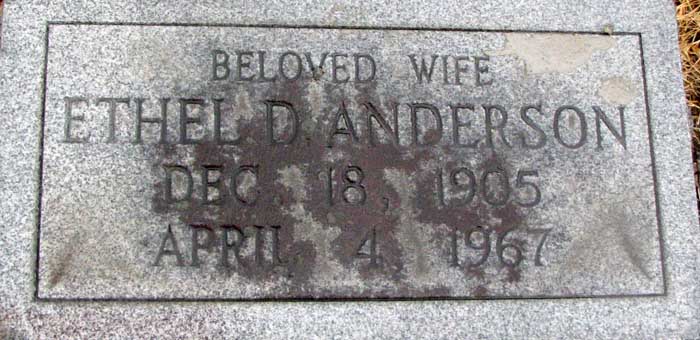 BELOVED WIFE
ETHEL D. ANDERSON
DEC. 18, 1905
APRIL 4, 1967